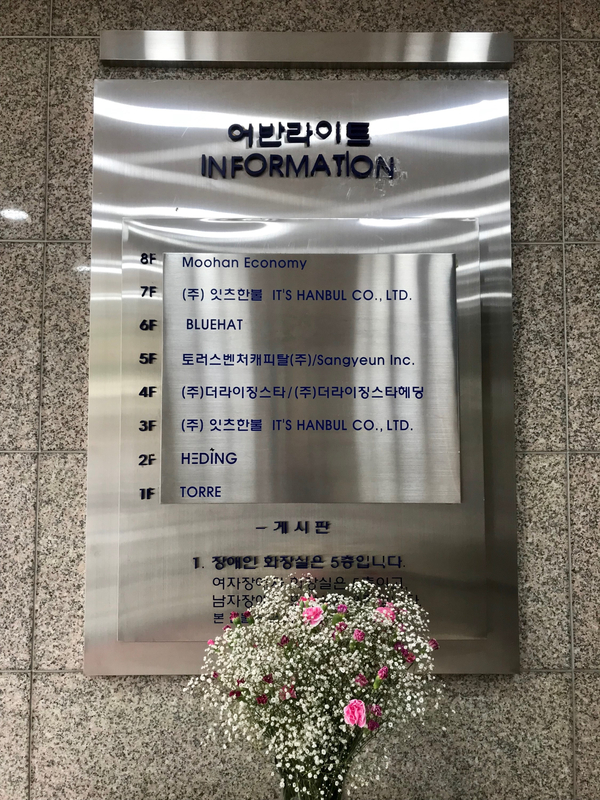 어반라이트
INFORMATION
8F Moohan Economy
7F (주) 잇츠한불 IT'S HANBUL CO., LTD.
6F BLUEHAT
5F 토러스벤처캐피탈(주)/Sangyeun Inc.
4F (주)더라이징스타/(주)더라이징스타헤딩
3F (주) 잇츠한불 IT'S HANBUL CO., LTD.
2F HEDING
1F TORRE
– 게시판
1. 장애인 화장실은 5층입니다.